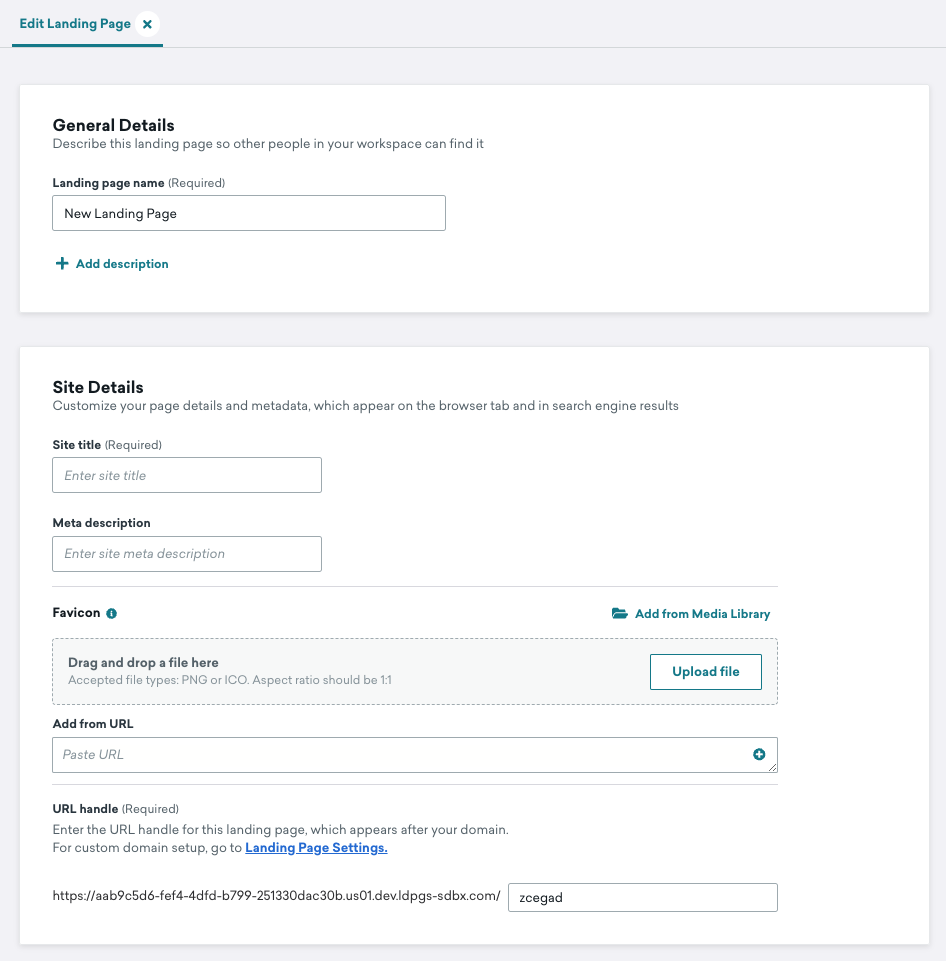 Edit Landing Page
General Details
Describe this landing page so other people in your workspace can find it
Landing page name (Required)
New Landing Page
Add description
Site Details
Customize your page details and metadata, which appear on the browser tab and in search engine results
Site title (Required)
Enter site title
Meta description
Enter site meta description
Favicon
Add from Media Library
Drag and drop a file here
Accepted file types: PNG or ICO. Aspect ratio should be 1:1
Upload file
Add from URL
Paste URL
URL handle (Required)
Enter the URL handle for this landing page, which appears after your domain.
For custom domain setup, go to Landing Page Settings.
https://aab9c5d6-fef4-4dfd-b799-251330dac30b.us01.dev.ldpgs-sdbx.com/ zcegad